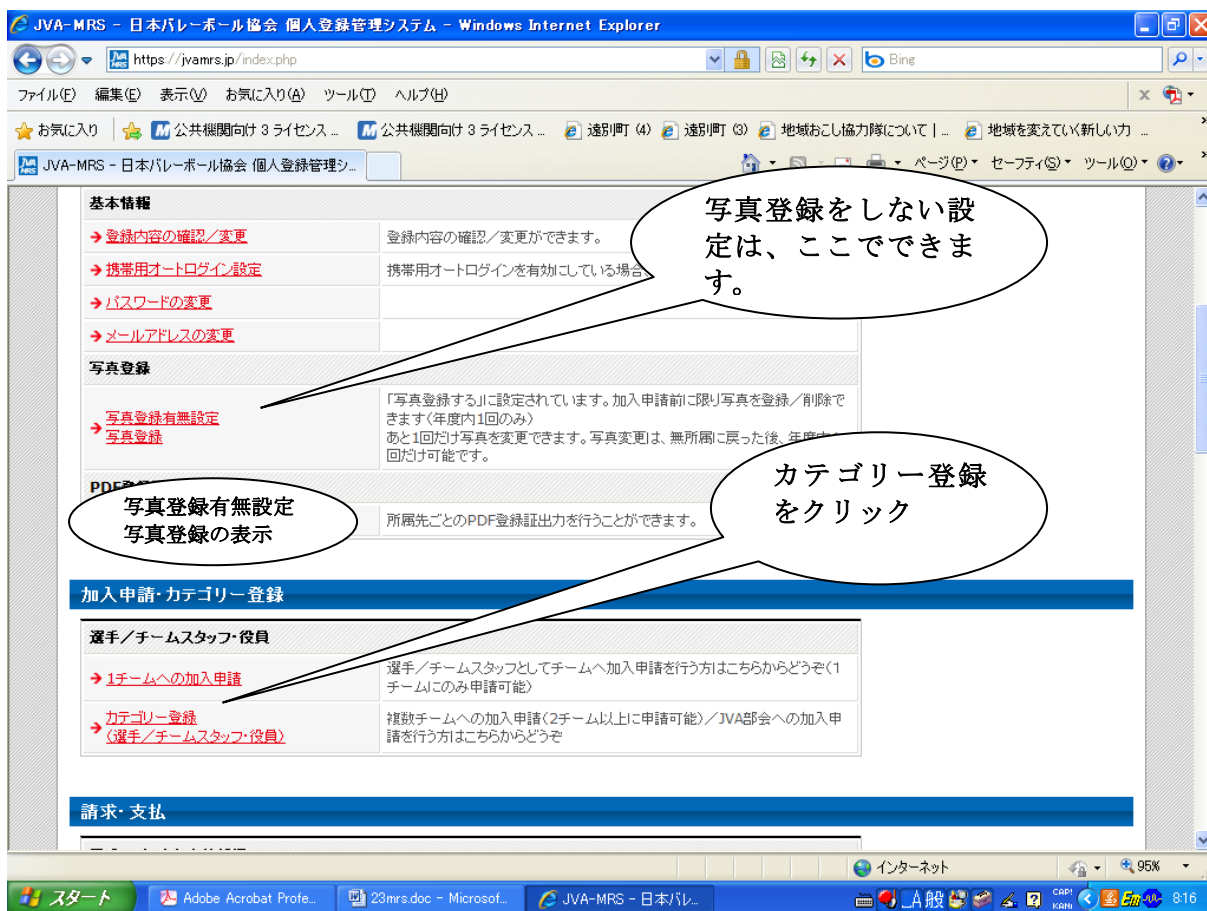 JVA-MRS - 日本バレーボール協会 個人登録管理システム - Windows Internet Explorer
https://jvamrs.jp/index.php
Bing
ファイル(F) 編集(E) 表示(V) お気に入り(A) ツール(T) ヘルプ(H)
お気に入り 公共機関向け 3 ライセンス ... 公共機関向け 3 ライセンス ... 遠別町 (4) 遠別町 (3) 地域おこし協力隊について | ... 地域を変えていく新しい力 ...
JVA-MRS - 日本バレーボール協会 個人登録管理シ... ページ(P) セーフティ(S) ツール(O)
基本情報
登録内容の確認/変更 登録内容の確認/変更ができます。
携帯用オートログイン設定 携帯用オートログインを有効にしている場合
パスワードの変更
メールアドレスの変更
写真登録をしない設
定は、ここでできま
す。
写真登録
写真登録有無設定
写真登録
「写真登録する」に設定されています。加入申請前に限り写真を登録/削除で
きます(年度内1回のみ)
あと1回だけ写真を変更できます。写真変更は、無所属に戻った後、年度内
回だけ可能です。
写真登録有無設定
写真登録の表示
所属先ごとのPDF登録証出力を行うことができます。
カテゴリー登録
をクリック
加入申請・カテゴリー登録
選手/チームスタッフ・役員
1チームへの加入申請
選手/チームスタッフとしてチームへ加入申請を行う方はこちらからどうぞ(1
チームにのみ申請可能)
カテゴリー登録
(選手/チームスタッフ・役員)
複数チームへの加入申請(2チーム以上に申請可能)/JVA部会への加入申
請を行う方はこちらからどうぞ
請求・支払
インターネット 95%
スタート Adobe Acrobat Profe... 23mrs.doc - Microsof... JVA-MRS - 日本バレ... A 般 CAPS KANA 8:16